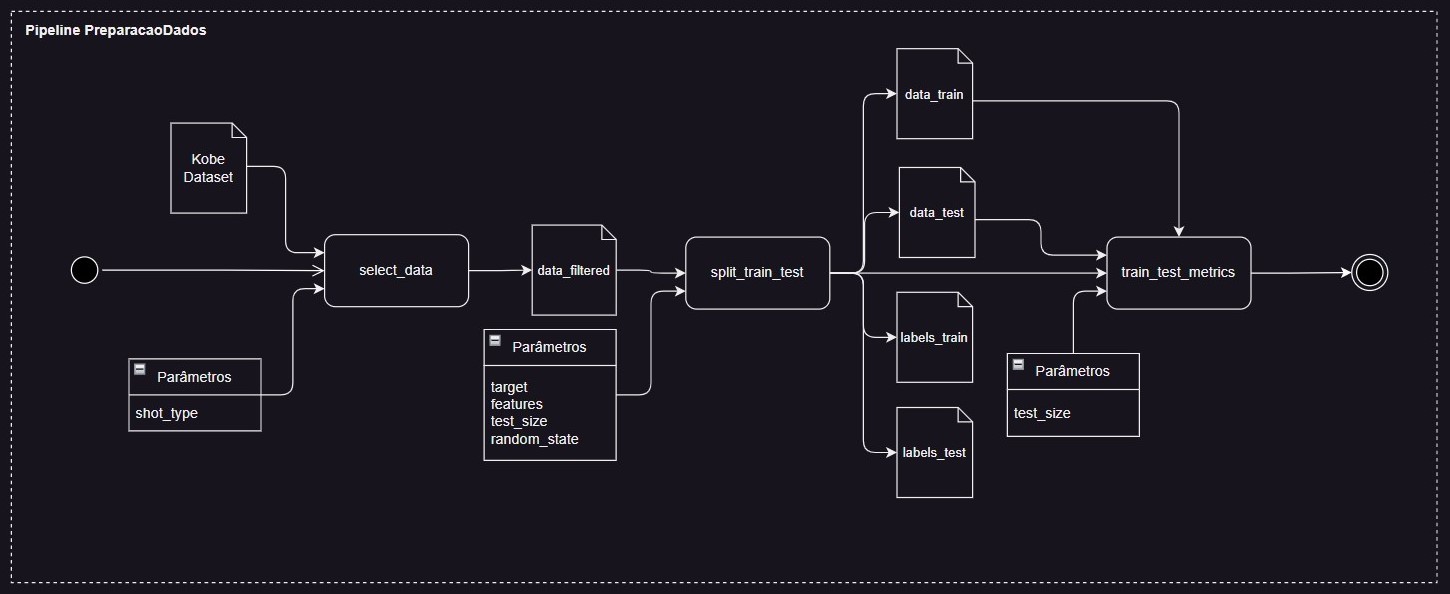 Pipeline PreparacaoDados
Kobe
Dataset
select_data
Parâmetros
shot_type
data_filtered
Parâmetros
target
features
test_size
random_state
split_train_test
data_train
data_test
labels_train
labels_test
train_test_metrics
Parâmetros
test_size